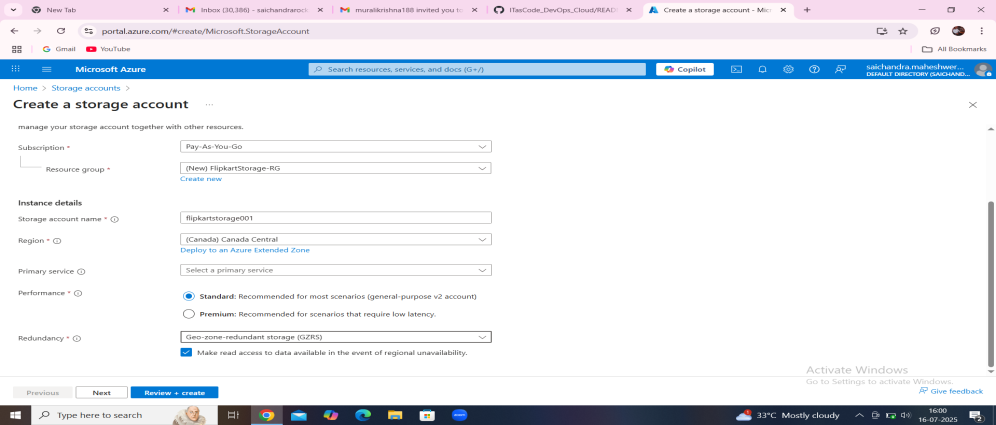 New Tab
Inbox (30,386) - saichandrarock
muralikrishna188 invited you to
ITasCode_DevOps_Cloud/READ
Create a storage account - Micr
portal.azure.com/#create/Microsoft.StorageAccount
Gmail
YouTube
All Bookmarks
Microsoft Azure
Search resources, services, and docs (G+/)
Copilot
saichandra.maheshwer...
DEFAULT DIRECTORY (SAICHAND...
Home > Storage accounts >
Create a storage account ...
manage your storage account together with other resources.
Subscription *
Pay-As-You-Go
Resource group *
(New) FlipkartStorage-RG
Create new
Instance details
Storage account name *
flipkartstorage001
Region *
(Canada) Canada Central
Deploy to an Azure Extended Zone
Primary service
Select a primary service
Performance *
Standard: Recommended for most scenarios (general-purpose v2 account)
Premium: Recommended for scenarios that require low latency.
Redundancy *
Geo-zone-redundant storage (GZRS)
Make read access to data available in the event of regional unavailability.
Activate Windows
Go to Settings to activate Windows.
Previous
Next
Review + create
Give feedback
Type here to search
33°C Mostly cloudy
16:00
16-07-2025
2